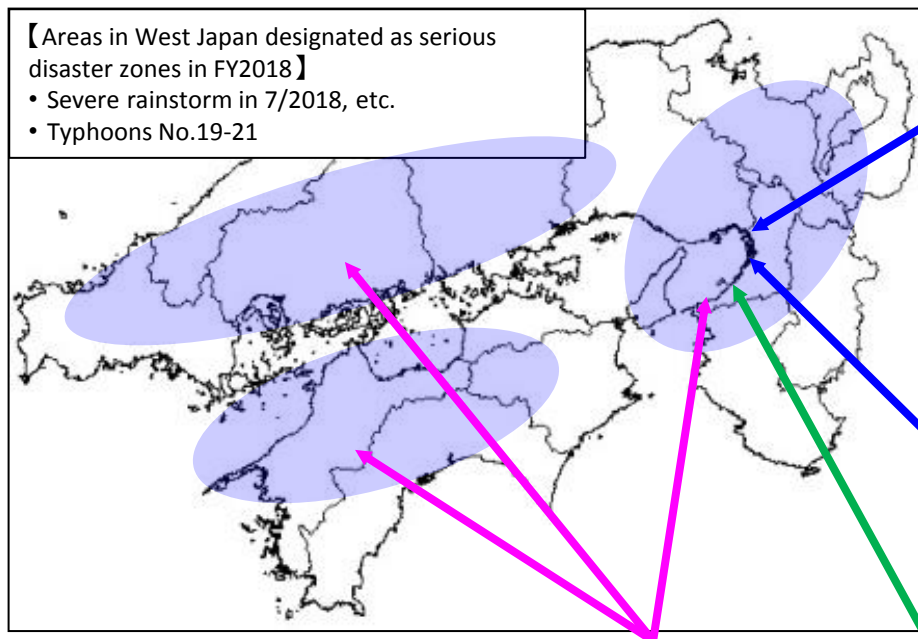 【Areas in West Japan designated as serious
disaster zones in FY2018】
• Severe rainstorm in 7/2018, etc.
• Typhoons No.19-21